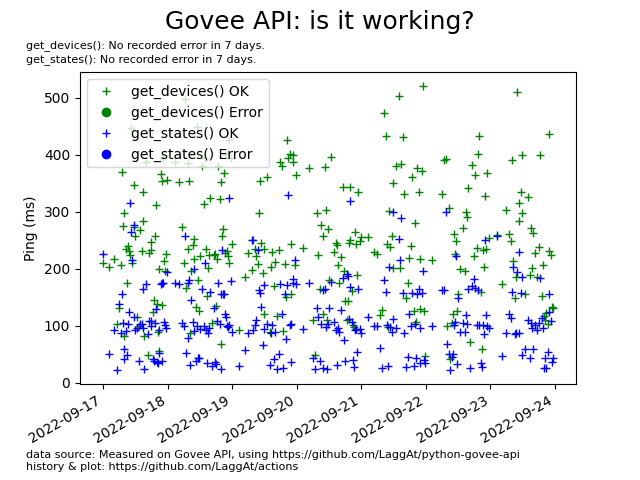 Govee API: is it working?
get_devices(): No recorded error in 7 days.
get_states(): No recorded error in 7 days.
get_devices() OK
get_devices() Error
get_states() OK
get_states() Error
Ping (ms)
500
400
300
200
100
0
2022-09-17
2022-09-18
2022-09-19
2022-09-20
2022-09-21
2022-09-22
2022-09-23
2022-09-24
data source: Measured on Govee API, using https://github.com/LaggAt/python-govee-api
history & plot: https://github.com/LaggAt/actions